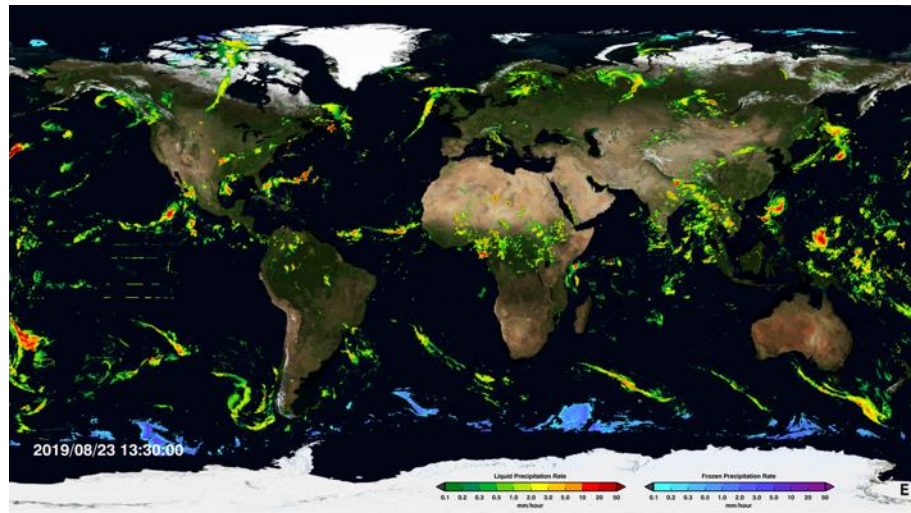 2019/08/23 13:30:00
Liquid Precipitation Rate
0.1 0.2 0.3 0.5 1.0 2.0 3.0 5.0 10 20 50
mm/hour
Frozen Precipitation Rate
0.1 0.2 0.3 0.5 1.0 2.0 3.0 5.0 10 20 50
mm/hour
E